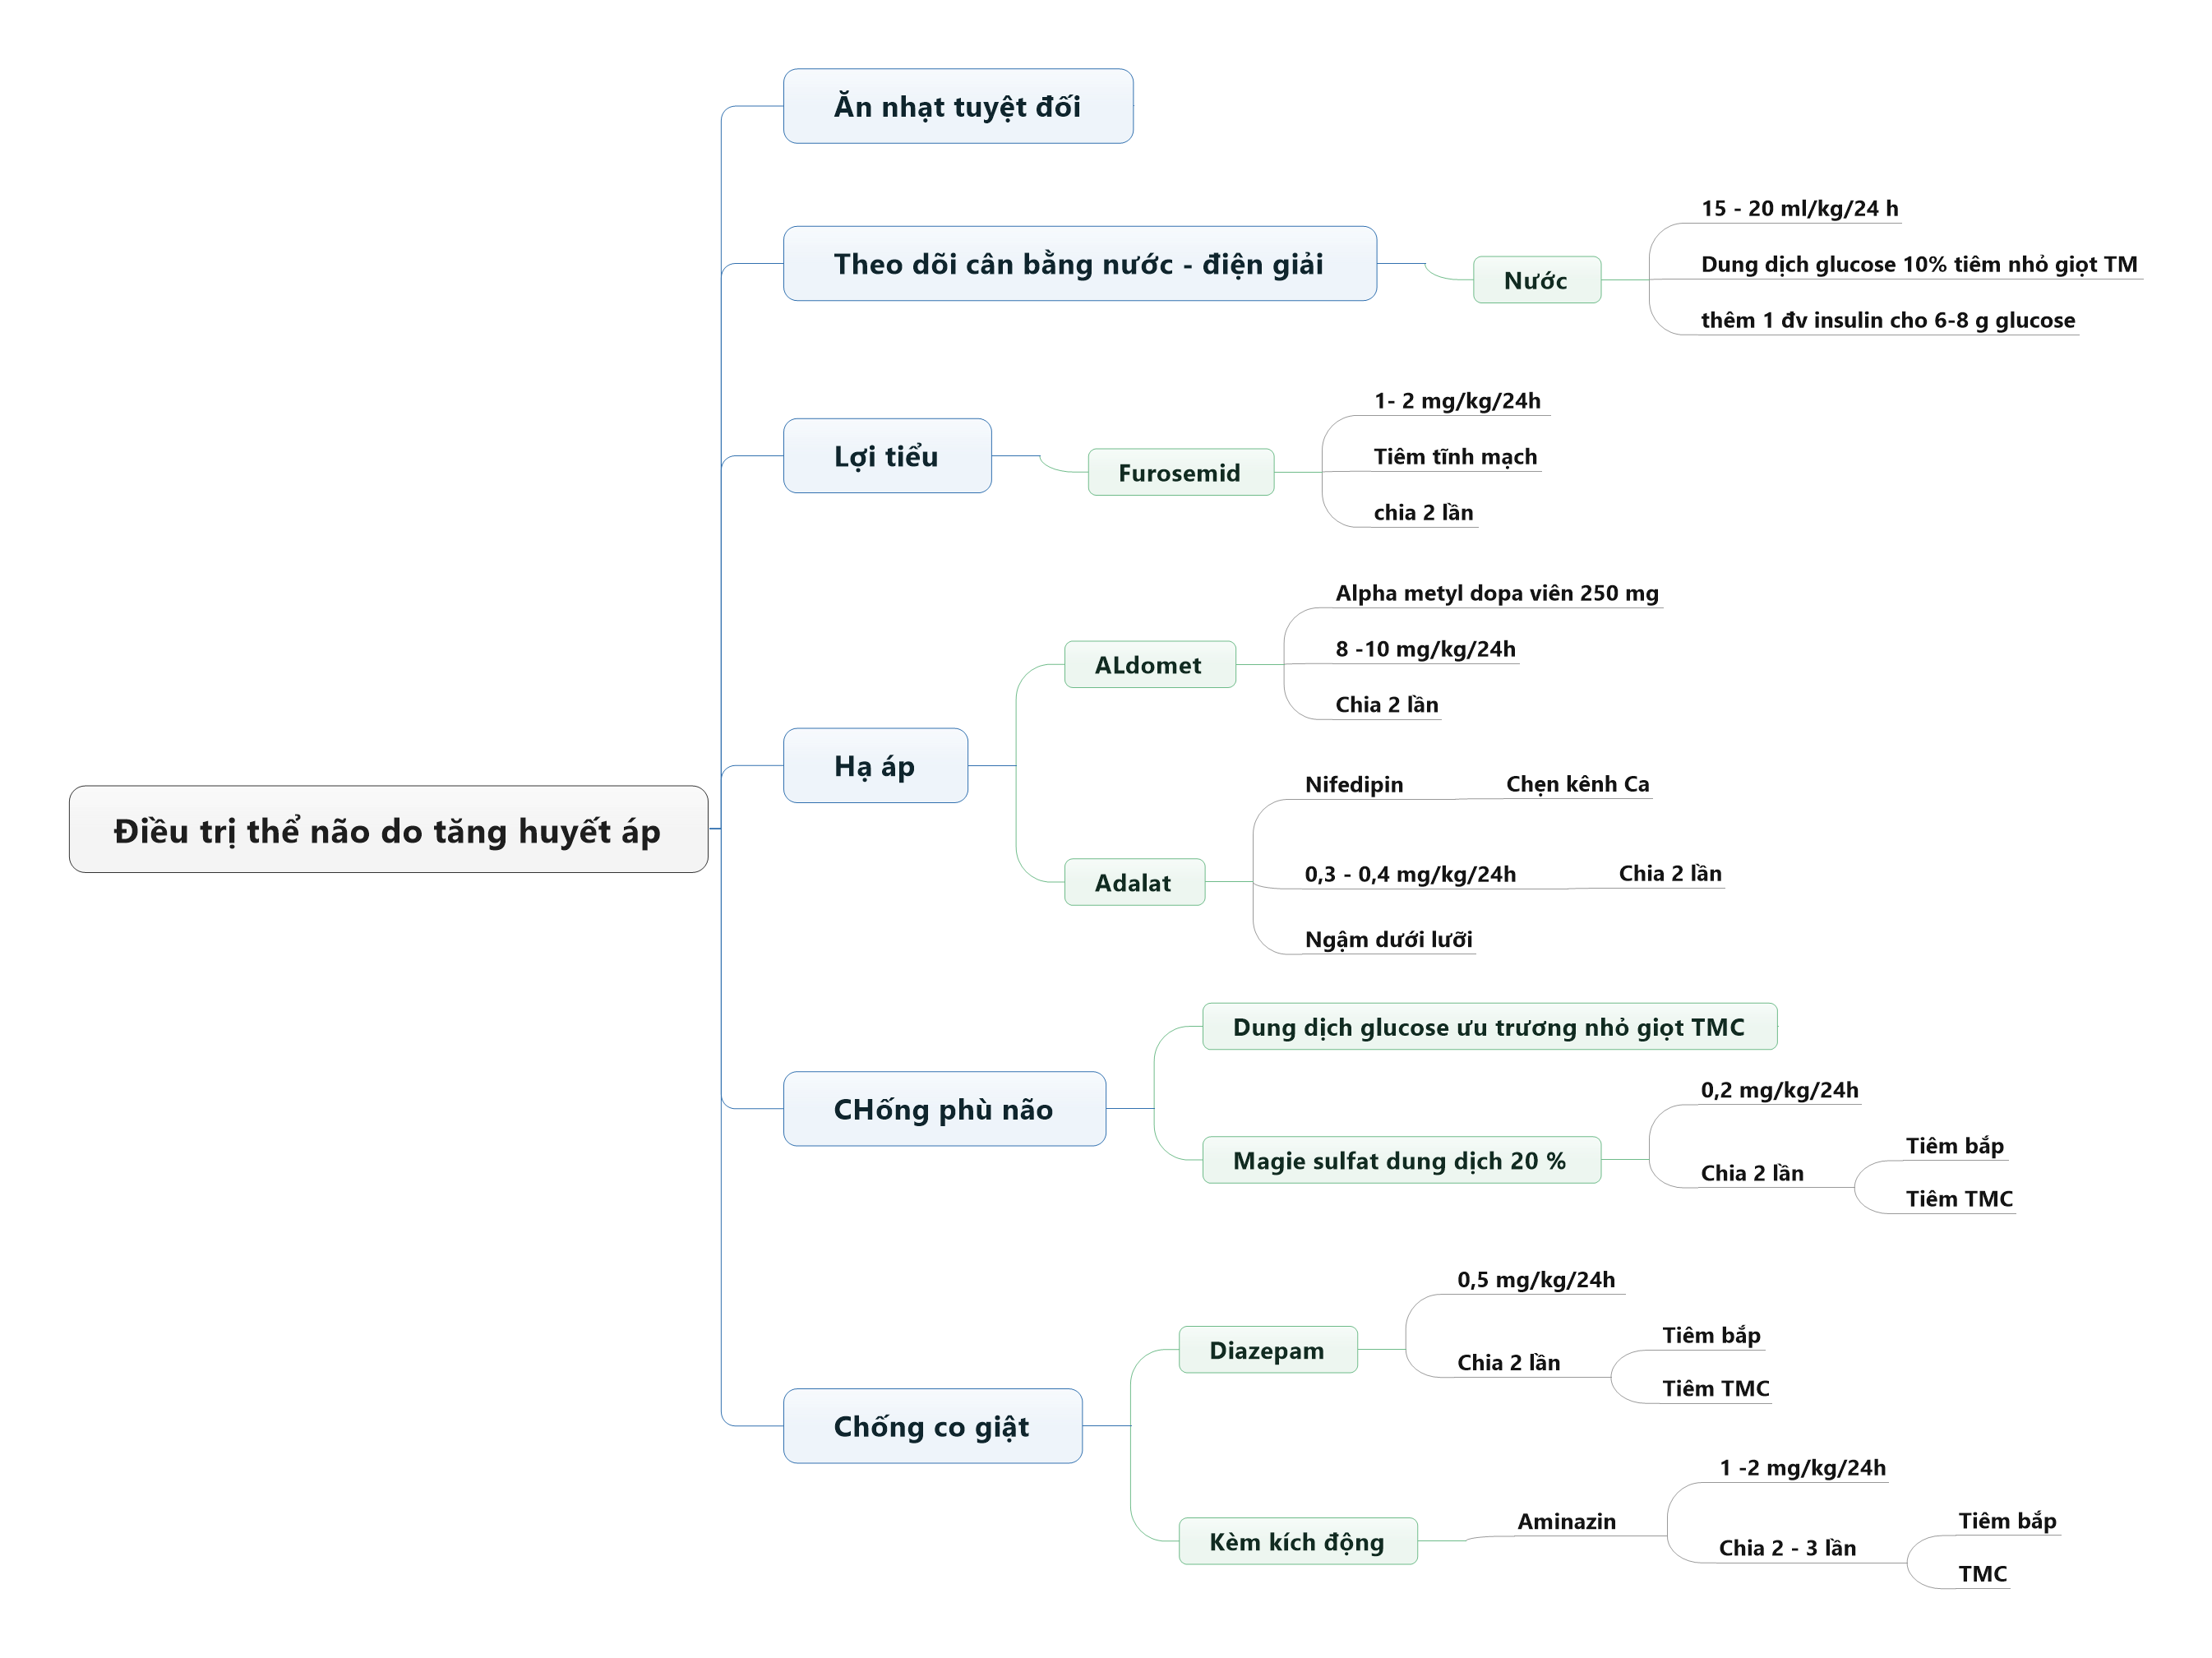 Điều trị thể não do tăng huyết áp
Ăn nhạt tuyệt đối
Theo dõi cân bằng nước - điện giải
Nước
15 - 20 ml/kg/24 h
Dung dịch glucose 10% tiêm nhỏ giọt TM
thêm 1 đv insulin cho 6-8 g glucose
Lợi tiểu
Furosemid
1- 2 mg/kg/24h
Tiêm tĩnh mạch
chia 2 lần
Hạ áp
ALdomet
Alpha metyl dopa viên 250 mg
8 -10 mg/kg/24h
Chia 2 lần
Adalat
Nifedipin
Chẹn kênh Ca
0,3 - 0,4 mg/kg/24h
Chia 2 lần
Ngậm dưới lưỡi
CHống phù não
Dung dịch glucose ưu trương nhỏ giọt TMC
Magie sulfat dung dịch 20 %
0,2 mg/kg/24h
Chia 2 lần
Tiêm bắp
Tiêm TMC
Chống co giật
Diazepam
0,5 mg/kg/24h
Chia 2 lần
Tiêm bắp
Tiêm TMC
Kèm kích động
Aminazin
1 -2 mg/kg/24h
Chia 2 - 3 lần
Tiêm bắp
TMC